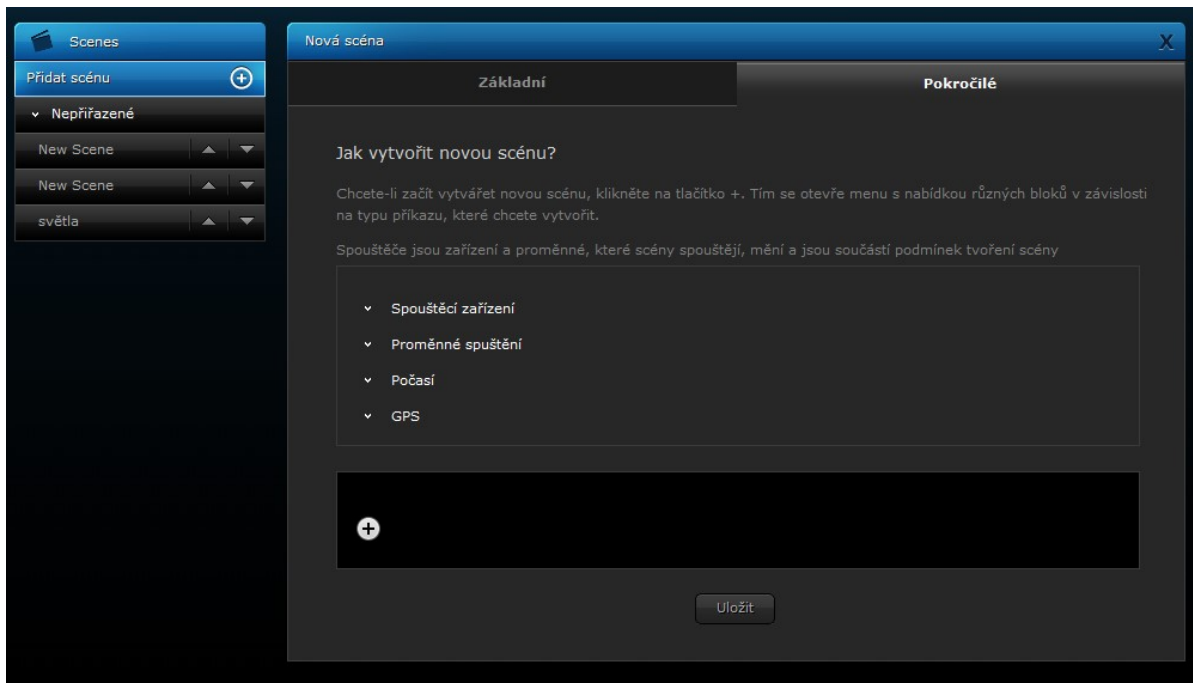 Scenes
Přidat scénu
Nepřiřazené
New Scene
New Scene
světla
Nová scéna
X
Základní
Pokročilé
Jak vytvořit novou scénu?
Chcete-li začít vytvářet novou scénu, klikněte na tlačítko +. Tím se otevře menu s nabídkou různých bloků v závislosti
na typu příkazu, které chcete vytvořit.
Spouštěče jsou zařízení a proměnné, které scény spouštějí, mění a jsou součástí podmínek tvoření scény
Spouštěcí zařízení
Proměnné spuštění
Počasí
GPS
Uložit